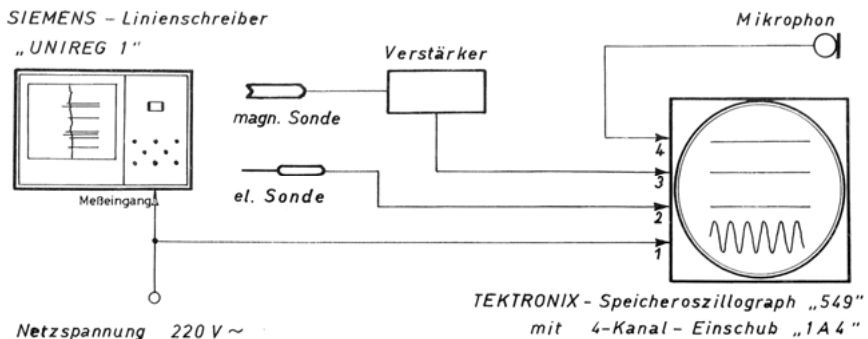 SIEMENS – Linienschreiber
„UNIREG 1”
Mikrophon
Verstärker
magn. Sonde
el. Sonde
Meßeingang
4
3
2
1
Netzspannung 220 V ~
TEKTRONIX – Speicheroszillograph „549”
mit 4-Kanal – Einschub „1A4”